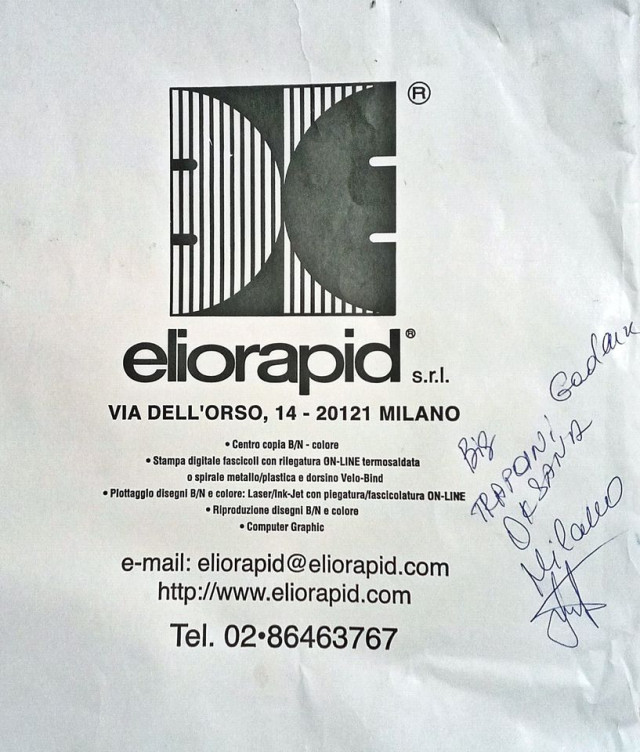 ®
eliorapid® s.r.l.
VIA DELL'ORSO, 14 - 20121 MILANO
• Centro copia B/N - colore
• Stampa digitale fascicoli con rilegatura ON-LINE termosaldata
o spirale metallo/plastica e dorsino Velo-Bind
• Plottaggio disegni B/N e colore: Laser/Ink-Jet con piegatura/fascicolatura ON-LINE
• Riproduzione disegni B/N e colore
• Computer Graphic
e-mail: eliorapid@eliorapid.com
http://www.eliorapid.com
Tel. 02•86463767
TRAPOINI
OKSANA
Milano